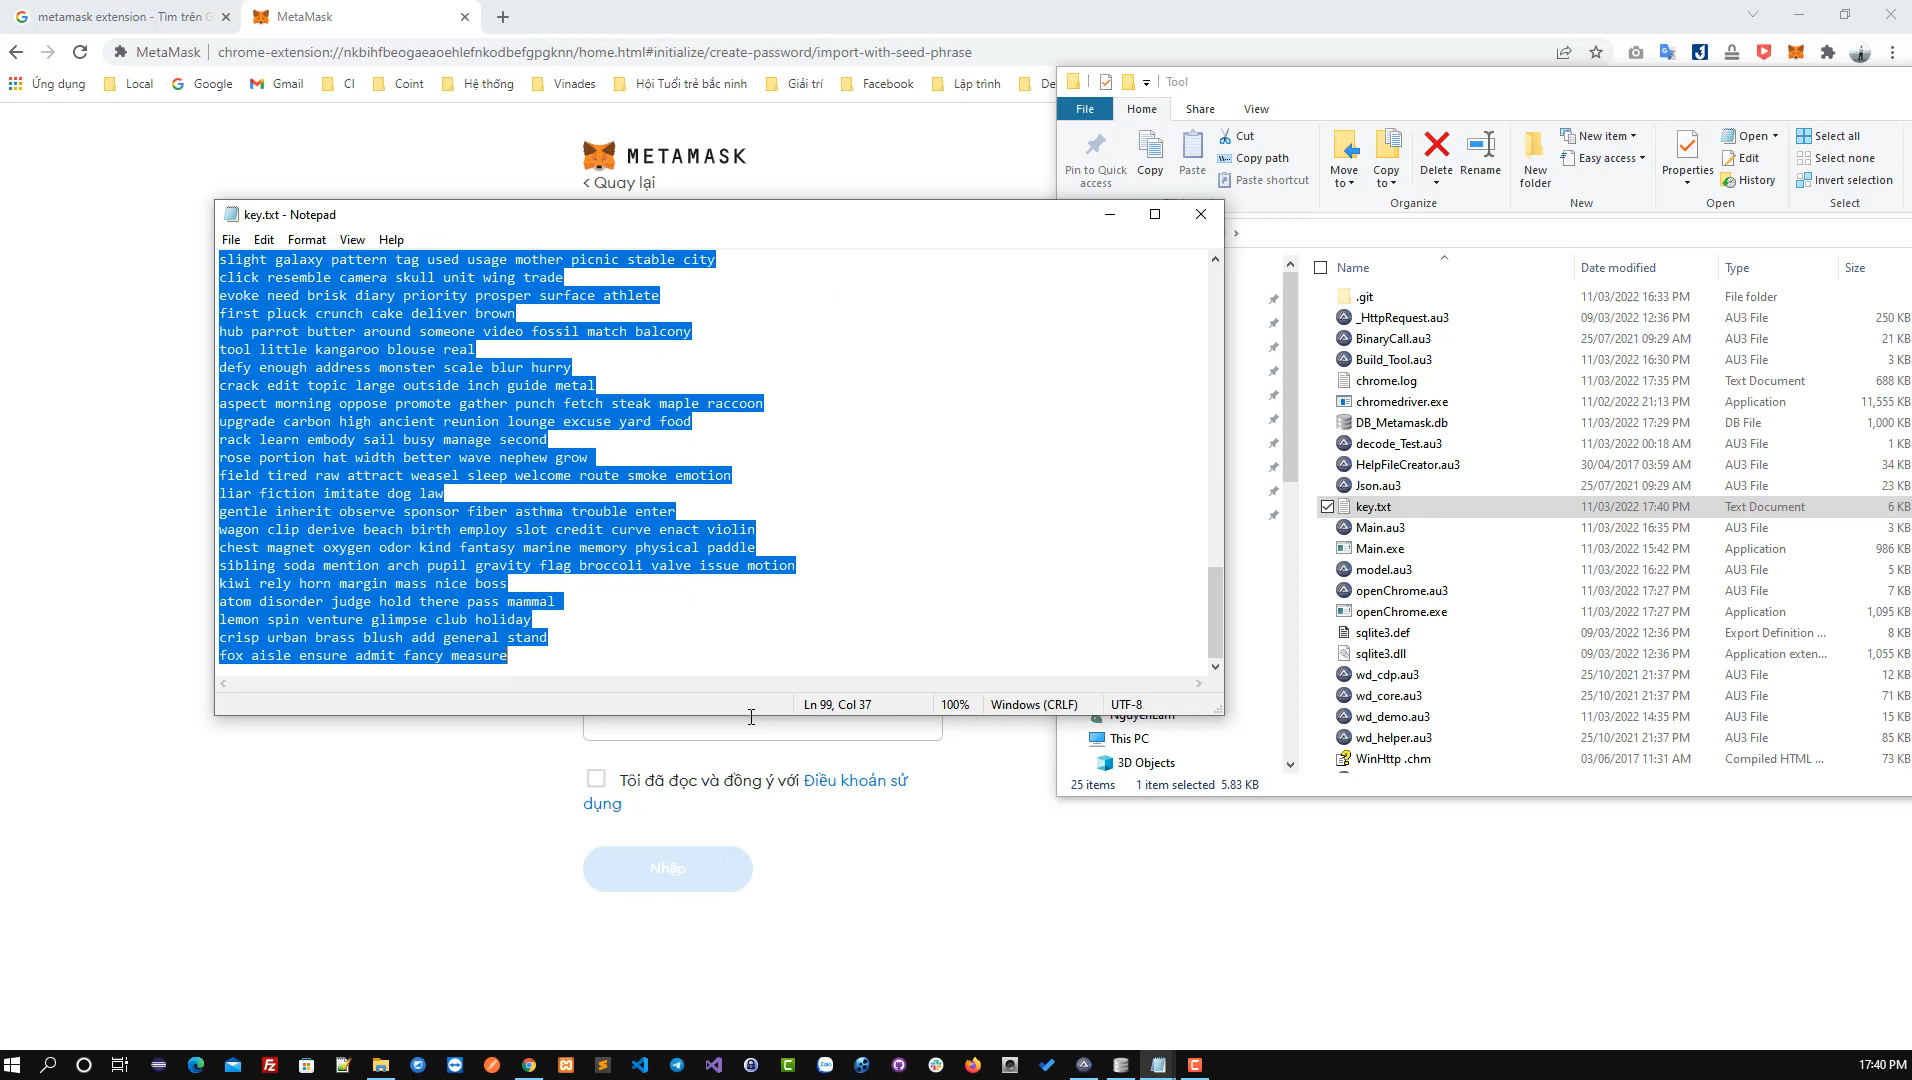 metamask extension - Tìm trên G
MetaMask
MetaMask
chrome-extension://nkbihfbeogaeaoehlefnkodbefgpgknn/home.html#initialize/create-password/import-with-seed-phrase
Ứng dụng
Local
Google
Gmail
CI
Coint
Hệ thống
Vinades
Hội Tuổi trẻ bắc ninh
Giải trí
Facebook
Lập trình
De
METAMASK
< Quay lại
key.txt - Notepad
File Edit Format View Help
slight galaxy pattern tag used usage mother picnic stable city
click resemble camera skull unit wing trade
evoke need brisk diary priority prosper surface athlete
first pluck crunch cake deliver brown
hub parrot butter around someone video fossil match balcony
tool little kangaroo blouse real
defy enough address monster scale blur hurry
crack edit topic large outside inch guide metal
aspect morning oppose promote gather punch fetch steak maple raccoon
upgrade carbon high ancient reunion lounge excuse yard food
rack learn embody sail busy manage second
rose portion hat width better wave nephew grow
field tired raw attract weasel sleep welcome route smoke emotion
liar fiction imitate dog law
gentle inherit observe sponsor fiber asthma trouble enter
wagon clip derive beach birth employ slot credit curve enact violin
chest magnet oxygen odor kind fantasy marine memory physical paddle
sibling soda mention arch pupil gravity flag broccoli valve issue motion
kiwi rely horn margin mass nice boss
atom disorder judge hold there pass mammal
lemon spin venture glimpse club holiday
crisp urban brass blush add general stand
fox aisle ensure admit fancy measure
Ln 99, Col 37
100%
Windows (CRLF)
UTF-8
Tôi đã đọc và đồng ý với Điều khoản sử
dụng
Nhập
Tool
File Home Share View
Pin to Quick
access
Copy
Paste
Cut
Copy path
Paste shortcut
Move
to
Copy
to
Delete
Rename
Organize
New
folder
New item
Easy access
New
Properties
Open
Edit
History
Open
Select all
Select none
Invert selection
Select
Name Date modified Type Size
.git 11/03/2022 16:33 PM File folder
_HttpRequest.au3 09/03/2022 12:36 PM AU3 File 250 KB
BinaryCall.au3 25/07/2021 09:29 AM AU3 File 21 KB
Build_Tool.au3 11/03/2022 16:30 PM AU3 File 3 KB
chrome.log 11/03/2022 17:35 PM Text Document 688 KB
chromedriver.exe 11/02/2022 21:13 PM Application 11,555 KB
DB_Metamask.db 11/03/2022 17:29 PM DB File 1,000 KB
decode_Test.au3 11/03/2022 00:18 AM AU3 File 1 KB
HelpFileCreator.au3 30/04/2017 03:59 AM AU3 File 34 KB
Json.au3 25/07/2021 09:29 AM AU3 File 23 KB
key.txt 11/03/2022 17:40 PM Text Document 6 KB
Main.au3 11/03/2022 16:35 PM AU3 File 3 KB
Main.exe 11/03/2022 15:42 PM Application 986 KB
model.au3 11/03/2022 16:22 PM AU3 File 5 KB
openChrome.au3 11/03/2022 17:27 PM AU3 File 7 KB
openChrome.exe 11/03/2022 17:27 PM Application 1,095 KB
sqlite3.def 09/03/2022 12:36 PM Export Definition ... 8 KB
sqlite3.dll 09/03/2022 12:36 PM Application exten... 1,055 KB
wd_cdp.au3 25/10/2021 21:37 PM AU3 File 12 KB
wd_core.au3 25/10/2021 21:37 PM AU3 File 71 KB
wd_demo.au3 11/03/2022 14:35 PM AU3 File 15 KB
wd_helper.au3 25/10/2021 21:37 PM AU3 File 85 KB
WinHttp .chm 03/06/2017 11:31 AM Compiled HTML ... 73 KB
This PC
3D Objects
25 items
1 item selected 5.83 KB
17:40 PM